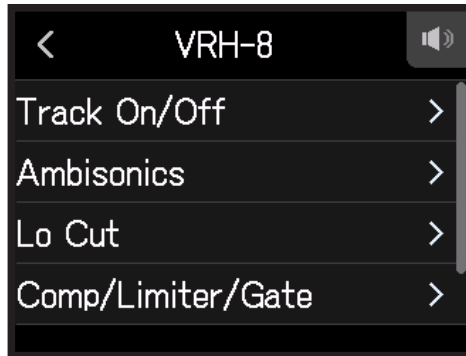 VRH-8
Track On/Off
Ambisonics
Lo Cut
Comp/Limiter/Gate